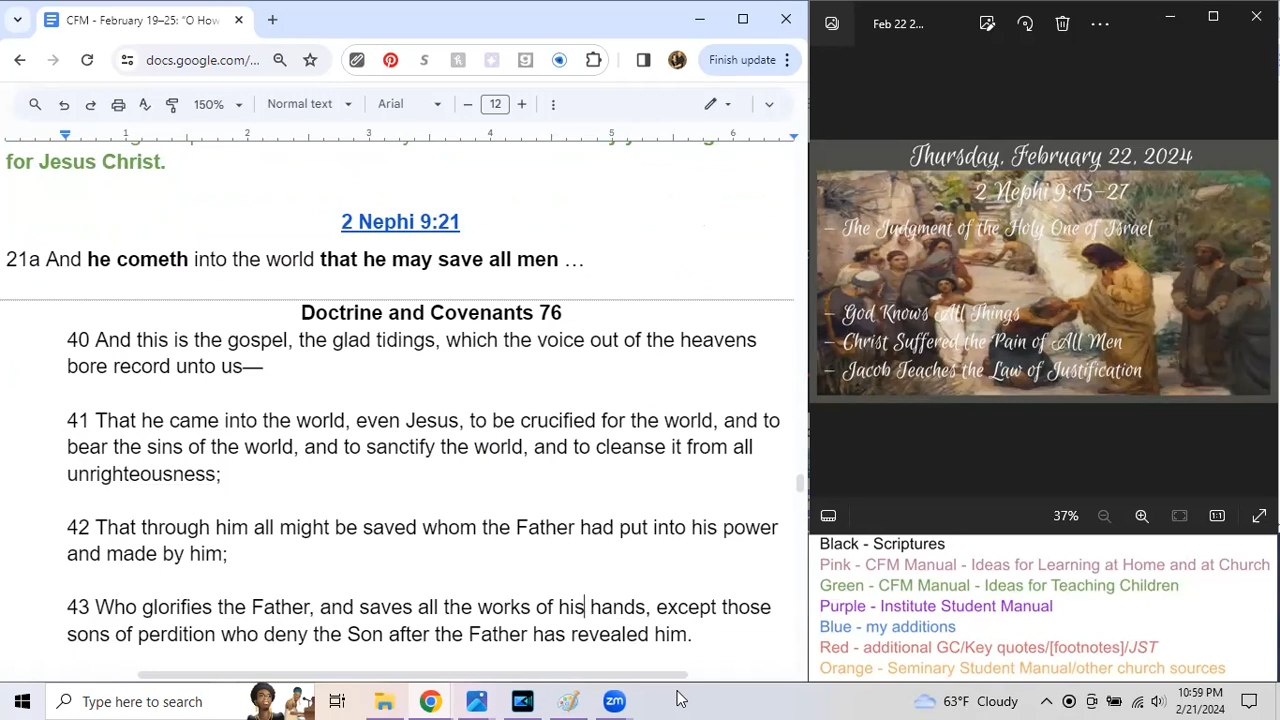 CFM - February 19–25: “O How
Feb 22 2...
docs.google.com/...
Finish update
150%
Normal text
Arial
12
1 2 3 4 5 6
for Jesus Christ.
2 Nephi 9:21
21a And he cometh into the world that he may save all men …
Doctrine and Covenants 76
40 And this is the gospel, the glad tidings, which the voice out of the heavens
bore record unto us—
41 That he came into the world, even Jesus, to be crucified for the world, and to
bear the sins of the world, and to sanctify the world, and to cleanse it from all
unrighteousness;
42 That through him all might be saved whom the Father had put into his power
and made by him;
43 Who glorifies the Father, and saves all the works of his hands, except those
sons of perdition who deny the Son after the Father has revealed him.
Thursday, February 22, 2024
2 Nephi 9:15–27
– The Judgment of the Holy One of Israel
– God Knows All Things
– Christ Suffered the Pain of All Men
– Jacob Teaches the Law of Justification
37%
Black - Scriptures
Pink - CFM Manual - Ideas for Learning at Home and at Church
Green - CFM Manual - Ideas for Teaching Children
Purple - Institute Student Manual
Blue - my additions
Red - additional GC/Key quotes/[footnotes]/JST
Orange - Seminary Student Manual/other church sources
Type here to search
zm
63°F Cloudy
10:59 PM
2/21/2024